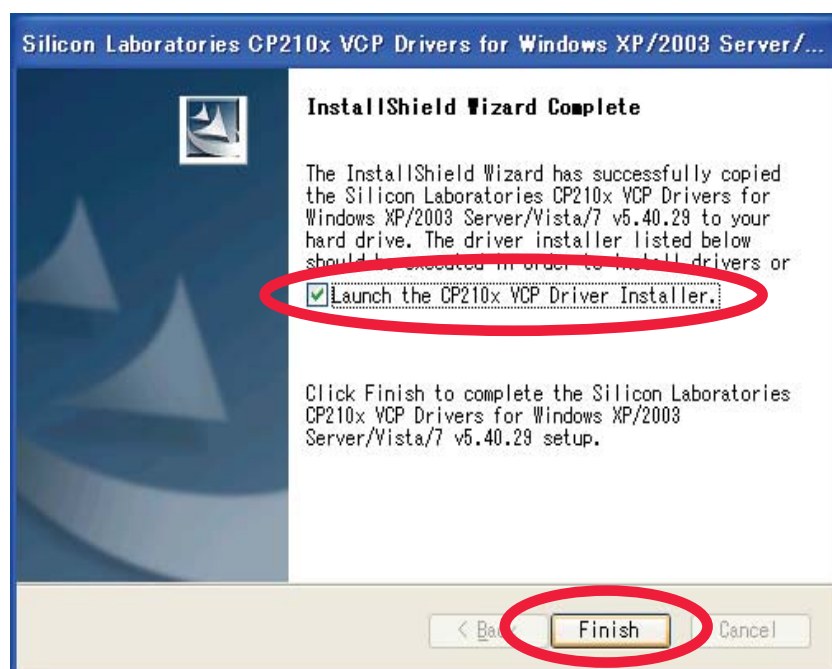 Silicon Laboratories CP210x VCP Drivers for Windows XP/2003 Server/...
InstallShield Wizard Complete
The InstallShield Wizard has successfully copied
the Silicon Laboratories CP210x VCP Drivers for
Windows XP/2003 Server/Vista/7 v5.40.29 to your
hard drive. The driver installer listed below
should be executed in order to install drivers or
Launch the CP210x VCP Driver Installer.
Click Finish to complete the Silicon Laboratories
CP210x VCP Drivers for Windows XP/2003
Server/Vista/7 v5.40.29 setup.
< Back Finish Cancel